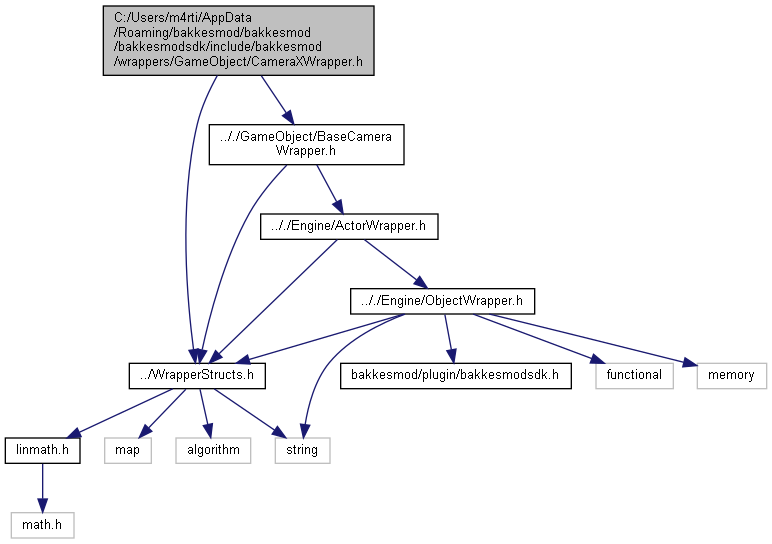 C:/Users/m4rti/AppData
/Roaming/bakkesmod/bakkesmod
/bakkesmodsdk/include/bakkesmod
/wrappers/GameObject/CameraXWrapper.h
.././GameObject/BaseCamera
Wrapper.h
.././Engine/ActorWrapper.h
.././Engine/ObjectWrapper.h
../WrapperStructs.h
bakkesmod/plugin/bakkesmodsdk.h
functional
memory
linmath.h
map
algorithm
string
math.h